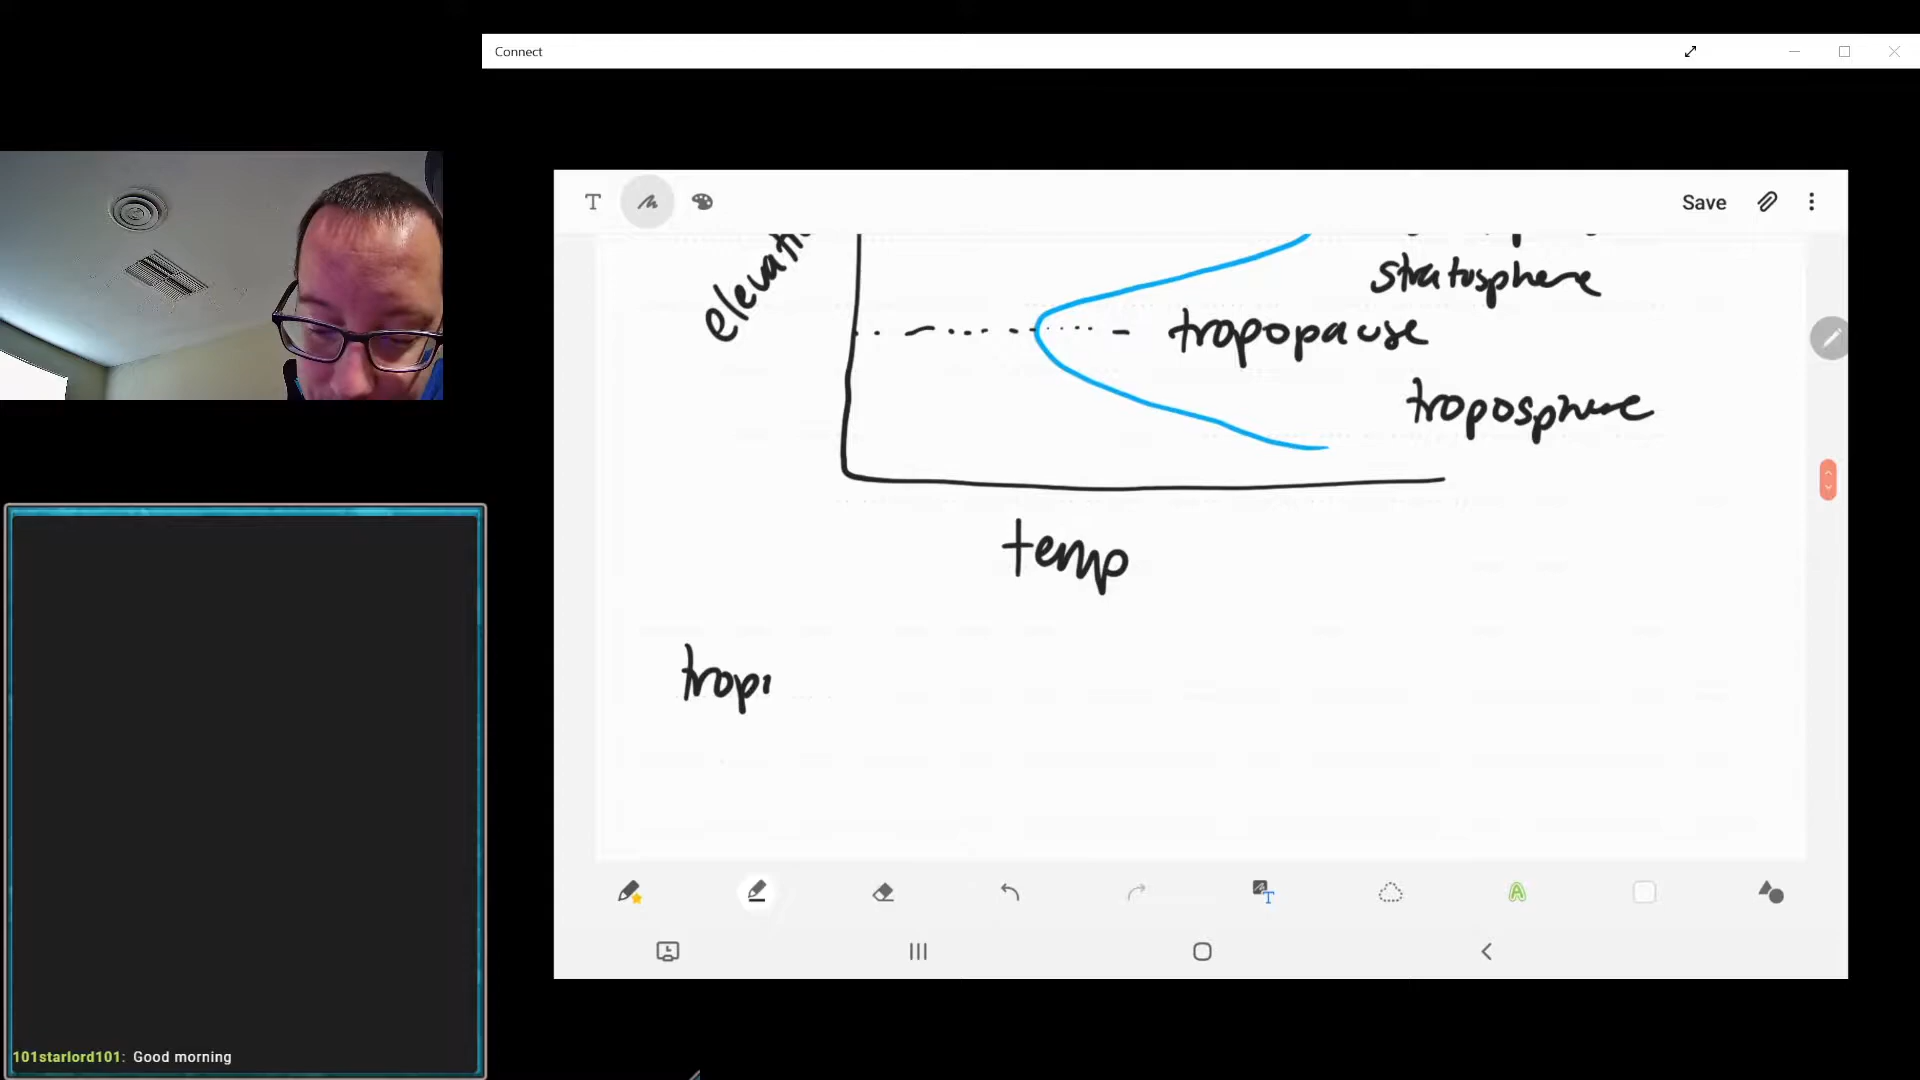 Connect
T
Save
elevati
stratosphere
tropopause
troposphere
temp
trop
101starlord101: Good morning